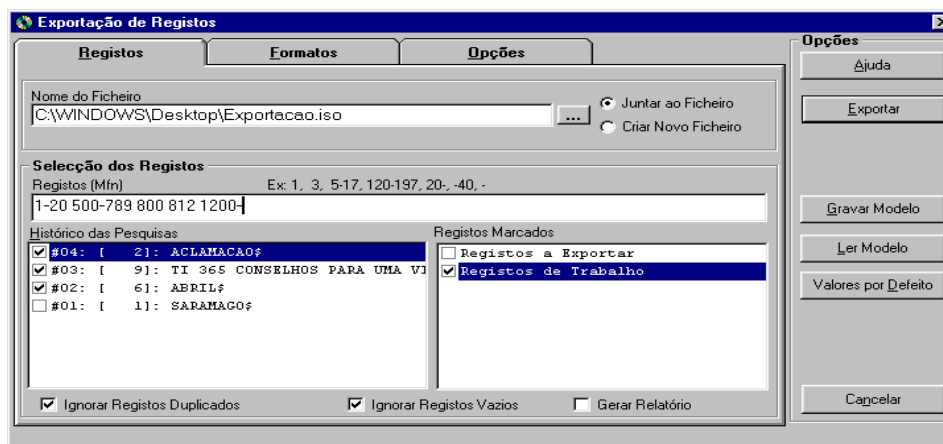 Exportação de Registos
Registos Formatos Opções
Nome do Ficheiro
C:\WINDOWS\Desktop\Exportacao.iso
...
Juntar ao Ficheiro
Criar Novo Ficheiro
Selecção dos Registos
Registos (Mfn) Ex: 1, 3, 5-17, 120-197, 20-, -40, -
1-20 500-789 800 812 1200-
Histórico das Pesquisas
#04: [ 2]: ACLAMACAO$
#03: [ 9]: TI 365 CONSELHOS PARA UMA VI
#02: [ 6]: ABRIL$
#01: [ 1]: SARAMAGO$
Registos Marcados
Registos a Exportar
Registos de Trabalho
Ignorar Registos Duplicados
Ignorar Registos Vazios
Gerar Relatório
Opções
Ajuda
Exportar
Gravar Modelo
Ler Modelo
Valores por Defeito
Cancelar